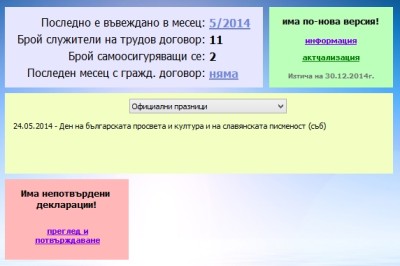 Последно е въвеждано в месец: 5/2014
Брой служители на трудов договор: 11
Брой самоосигуряващи се: 2
Последен месец с гражд. договор: няма
има по-нова версия!
информация
актуализация
Изтича на 30.12.2014г.
Официални празници
24.05.2014 - Ден на българската просвета и култура и на славянската писменост (съб)
Има непотвърдени
декларации!
преглед и
потвърждаване